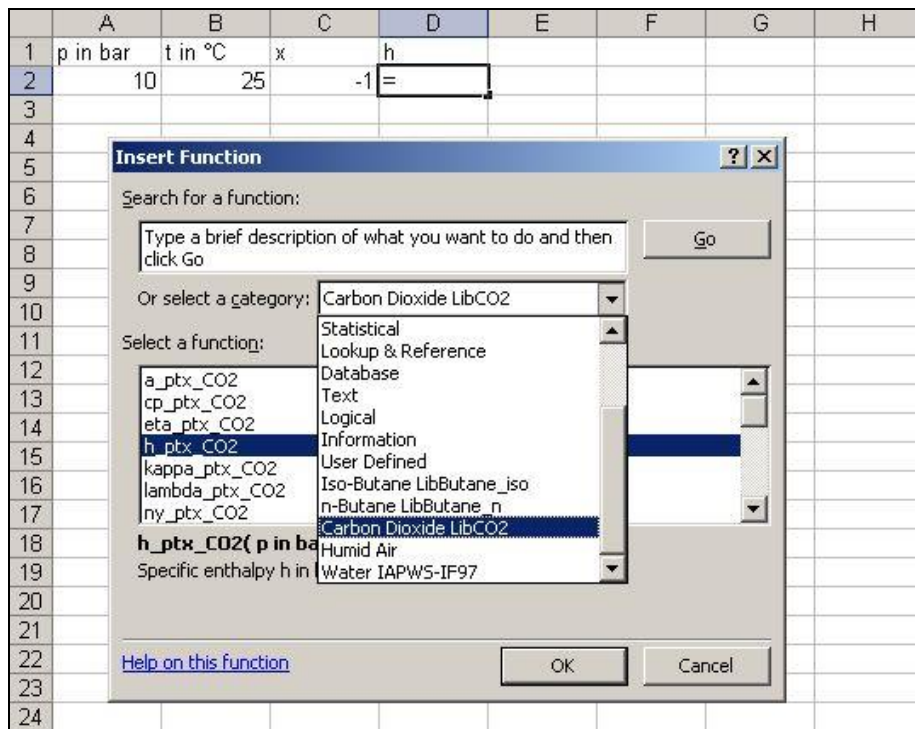 A B C D E F G H
1 p in bar t in °C x h
2 10 25 -1 =
3
4
5
6
7
8
9
10
11
12
13
14
15
16
17
18
19
20
21
22
23
24
Insert Function ? X
Search for a function:
Type a brief description of what you want to do and then
click Go
Go
Or select a category: Carbon Dioxide LibCO2
Statistical
Lookup & Reference
Database
Text
Logical
Information
User Defined
Iso-Butane LibButane_iso
n-Butane LibButane_n
Carbon Dioxide LibCO2
Humid Air
Water IAPWS-IF97
Select a function:
a_ptx_CO2
cp_ptx_CO2
eta_ptx_CO2
h_ptx_CO2
kappa_ptx_CO2
lambda_ptx_CO2
ny_ptx_CO2
h_ptx_CO2( p in ba
Specific enthalpy h in
Help on this function
OK Cancel